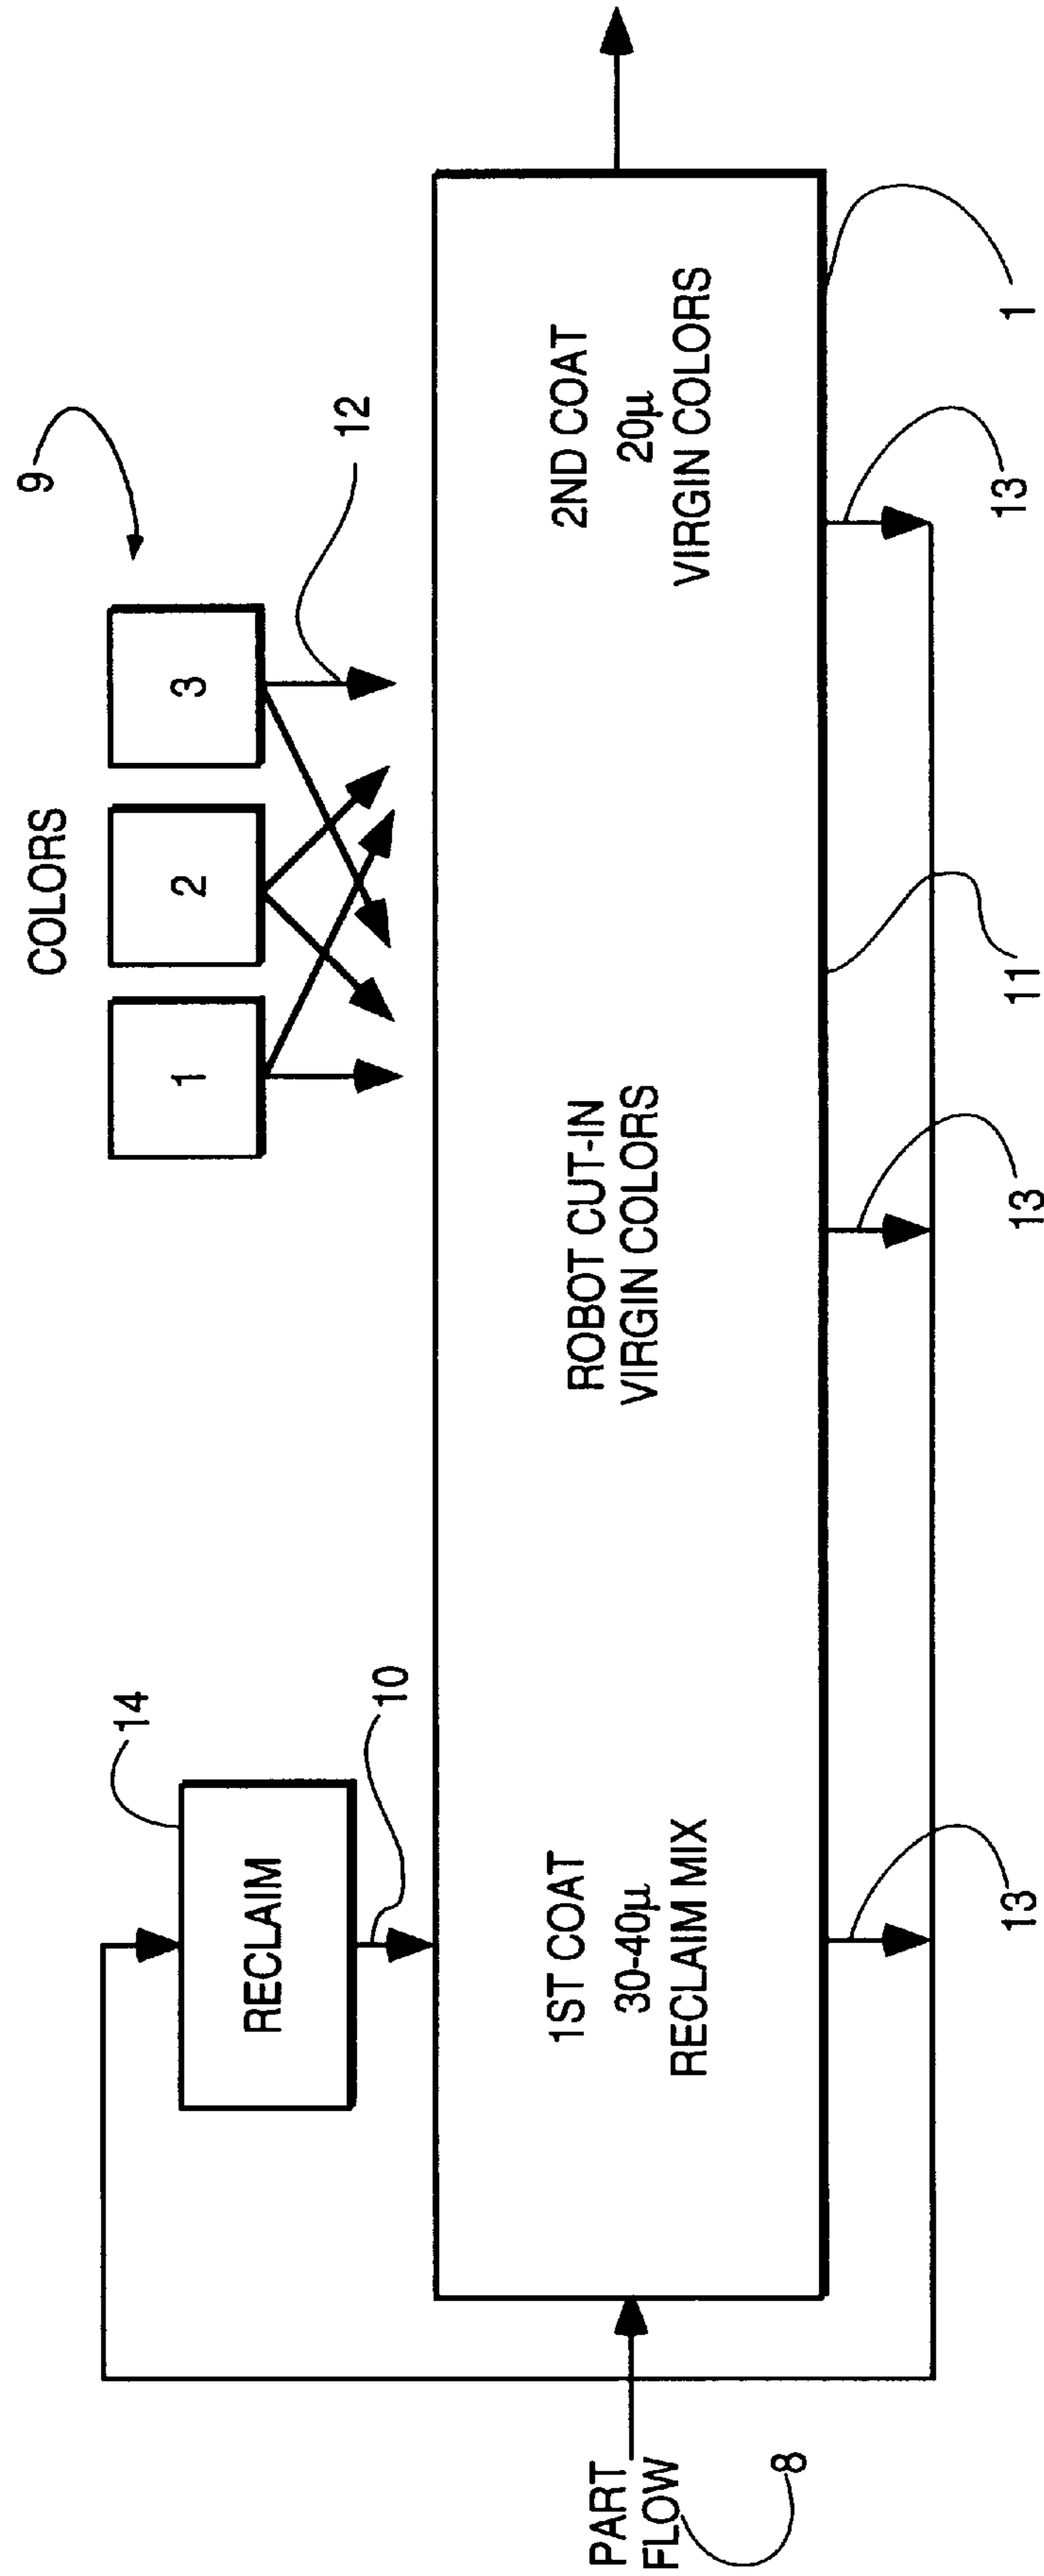 9
COLORS
1
2
3
12
14
RECLAIM
10
1ST COAT
30-40µ
RECLAIM MIX
ROBOT CUT-IN
VIRGIN COLORS
2ND COAT
20µ
VIRGIN COLORS
PART
FLOW
8
13
13
11
13
1